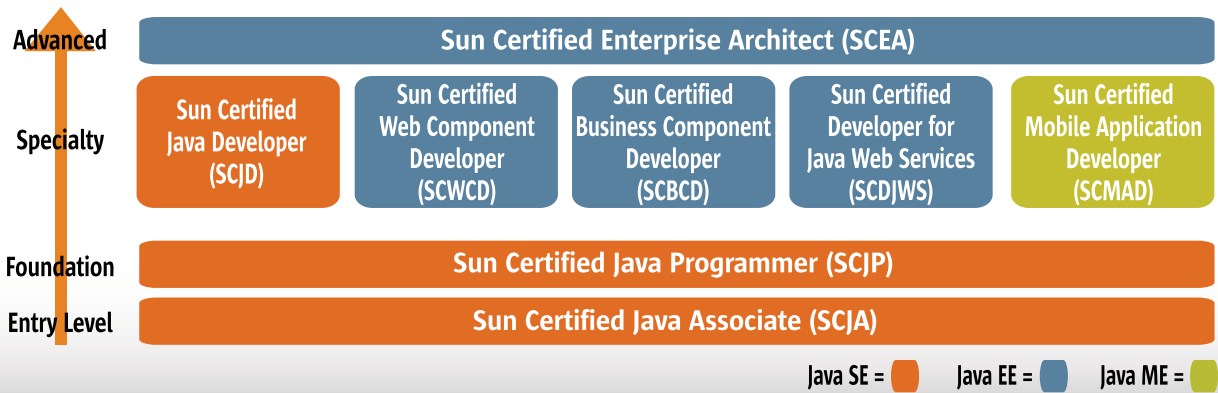 Advanced
Sun Certified Enterprise Architect (SCEA)
Specialty
Sun Certified
Java Developer
(SCJD)
Sun Certified
Web Component
Developer
(SCWCD)
Sun Certified
Business Component
Developer
(SCBCD)
Sun Certified
Developer for
Java Web Services
(SCDJWS)
Sun Certified
Mobile Application
Developer
(SCMAD)
Foundation
Sun Certified Java Programmer (SCJP)
Entry Level
Sun Certified Java Associate (SCJA)
Java SE =
Java EE =
Java ME =